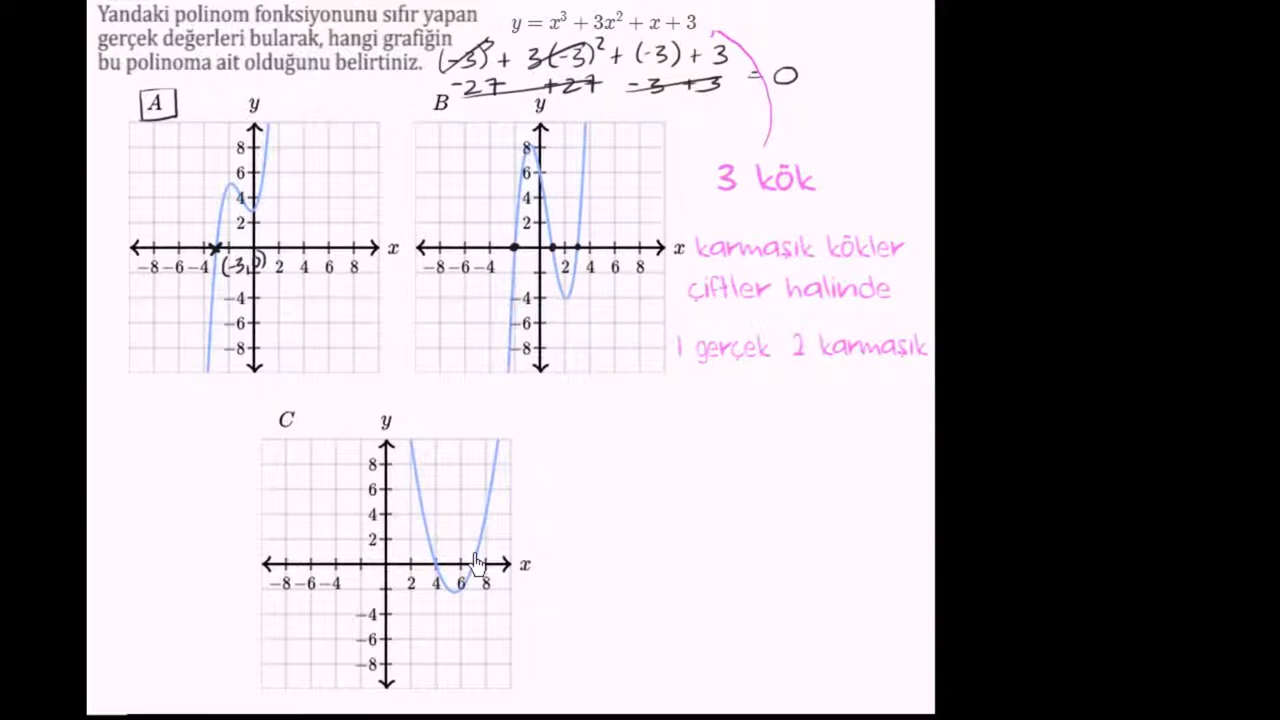 Yandaki polinom fonksiyonunu sıfır yapan
gerçek değerleri bularak, hangi grafiğin
bu polinoma ait olduğunu belirtiniz.
y = x³ + 3x² + x + 3
(-3)³ + 3(-3)² + (-3) + 3
-27 +27 -3 +3 = 0
A
y
8
6
4
2
-8 -6 -4 (-3,0) 2 4 6 8
x
-4
-6
-8
B
y
8
6
4
2
-8 -6 -4 2 4 6 8
x
-4
-6
-8
3 kök
karmaşık kökler
çiftler halinde
1 gerçek 2 karmaşık
C
y
8
6
4
2
-8 -6 -4 2 4 6 8
x
-4
-6
-8